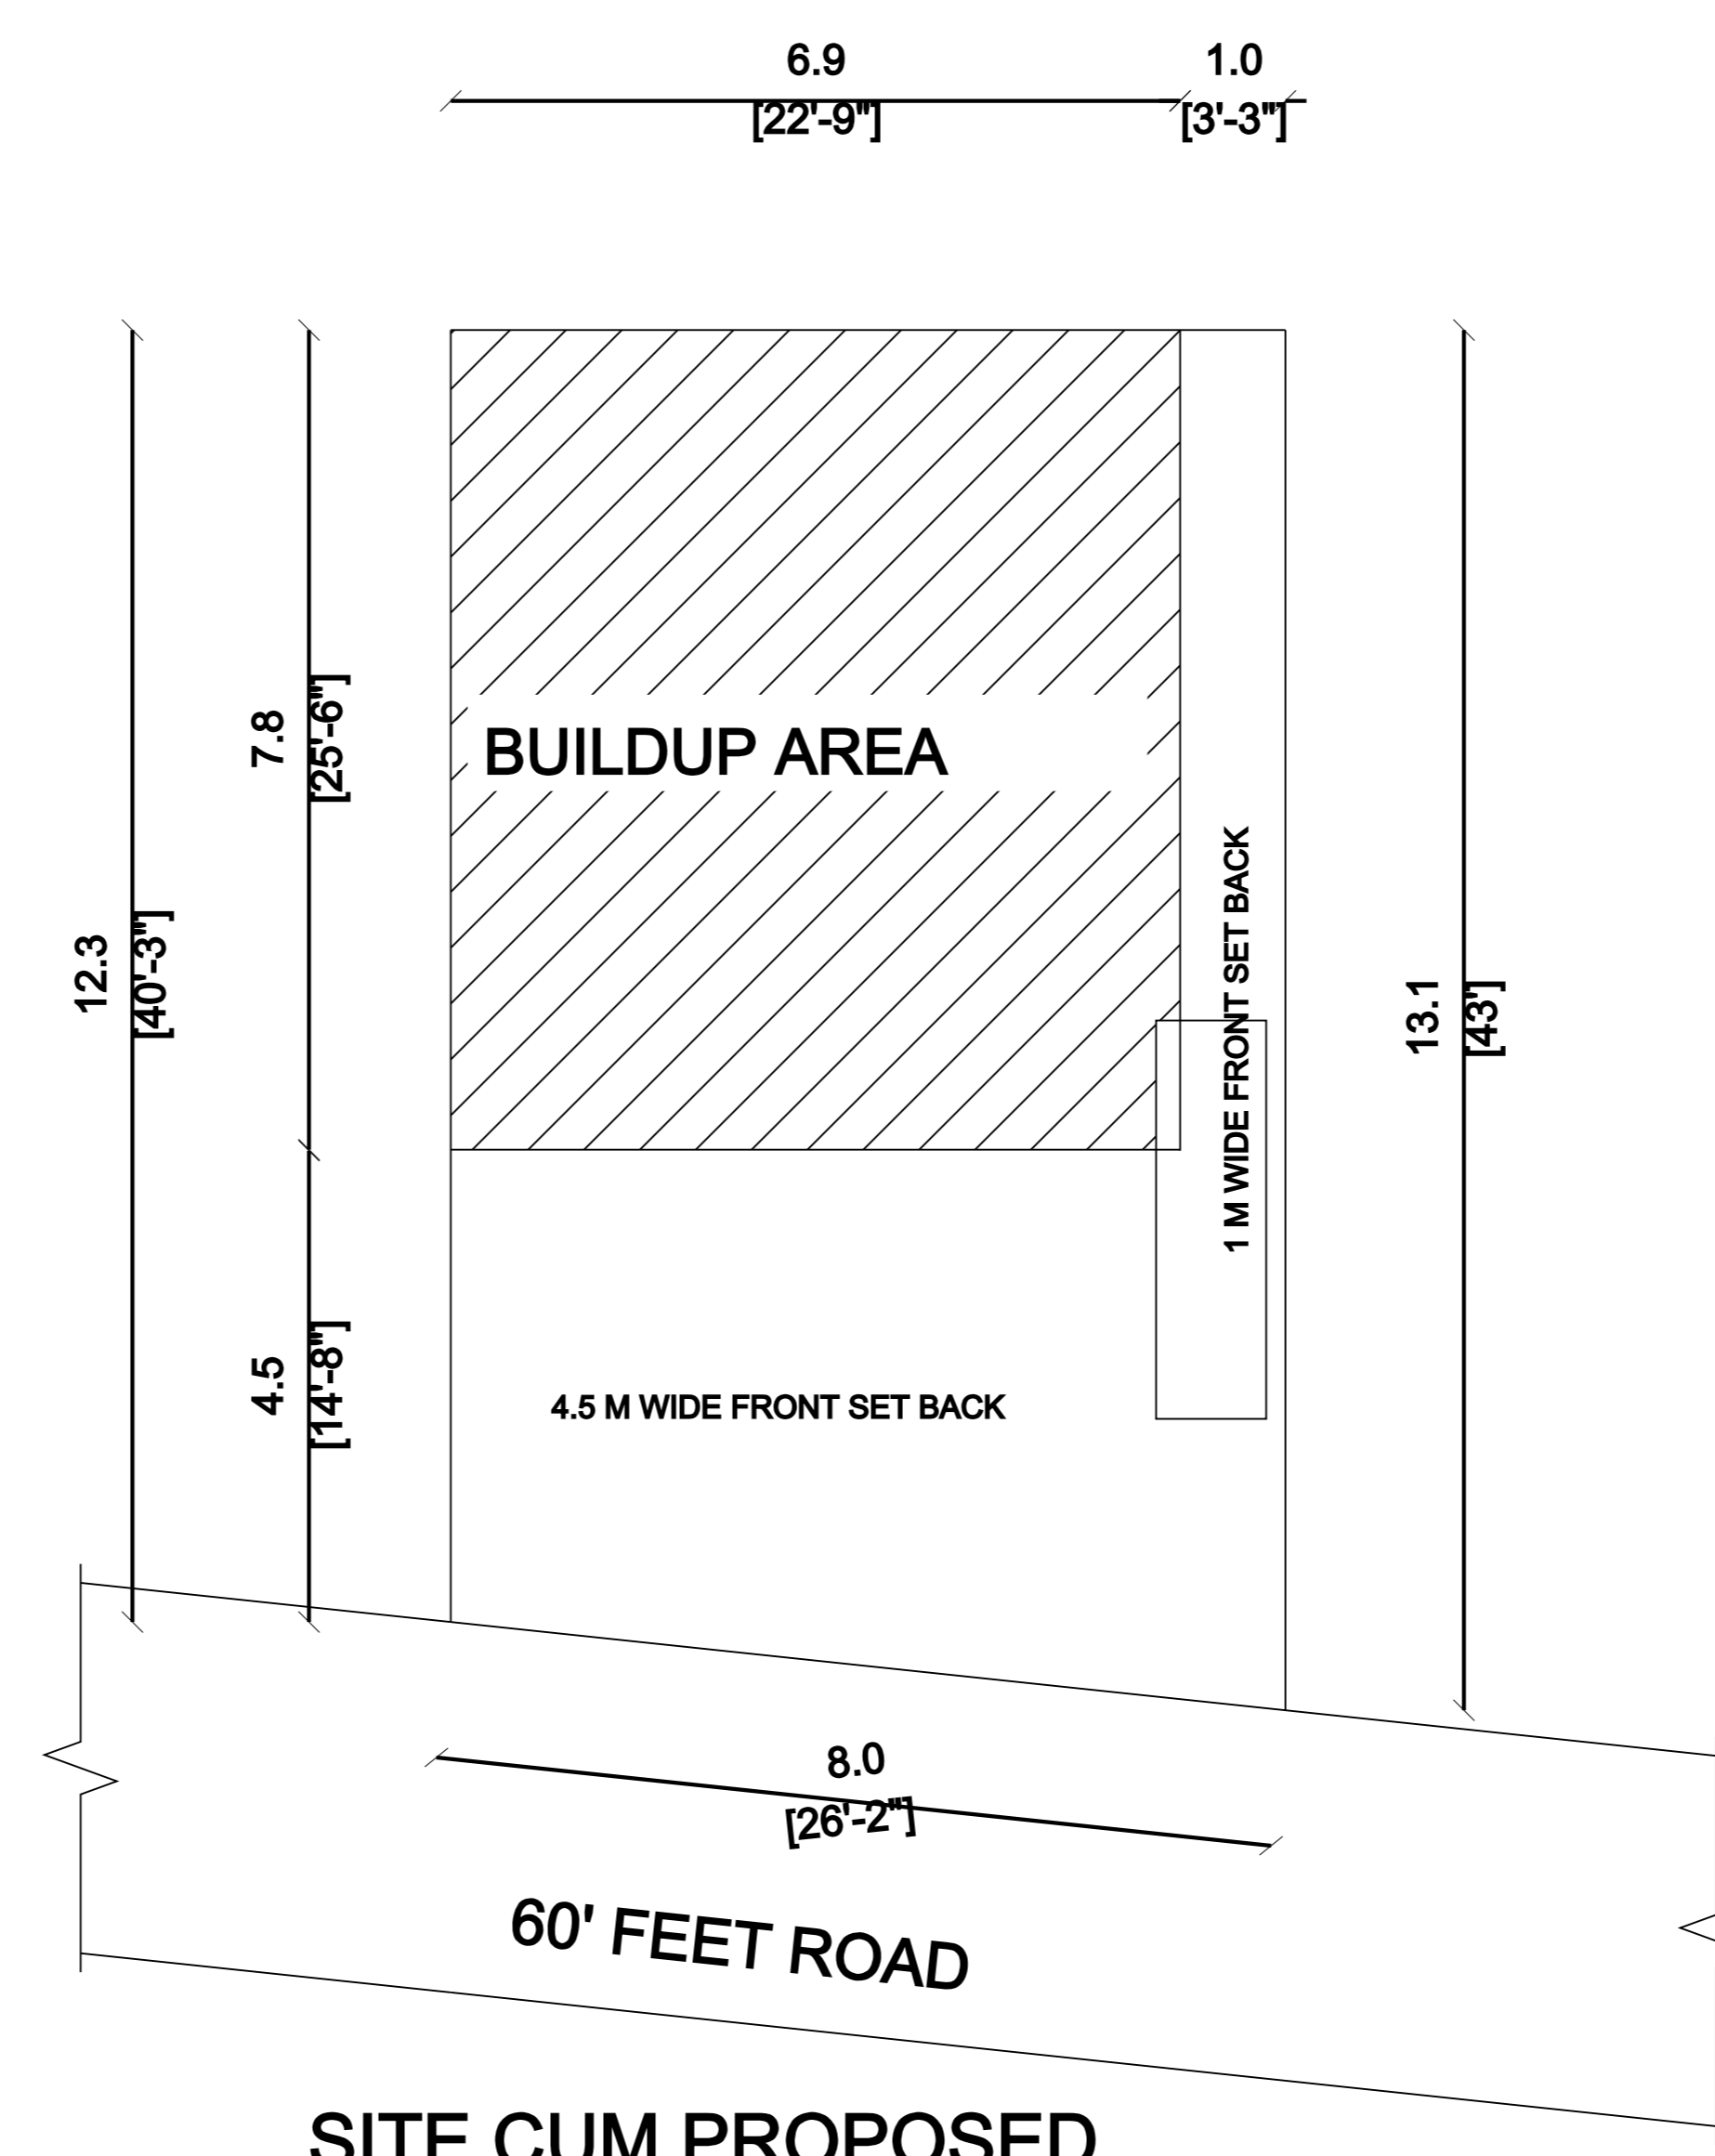 6.9
[22'-9"]
1.0
[3'-3"]
7.8
[25'-6"]
BUILDUP AREA
12.3
[40'-3"]
1 M WIDE FRONT SET BACK
13.1
[43']
4.5
[14'-8"]
4.5 M WIDE FRONT SET BACK
8.0
[26'-2"]
60' FEET ROAD
SITE CUM PROPOSED